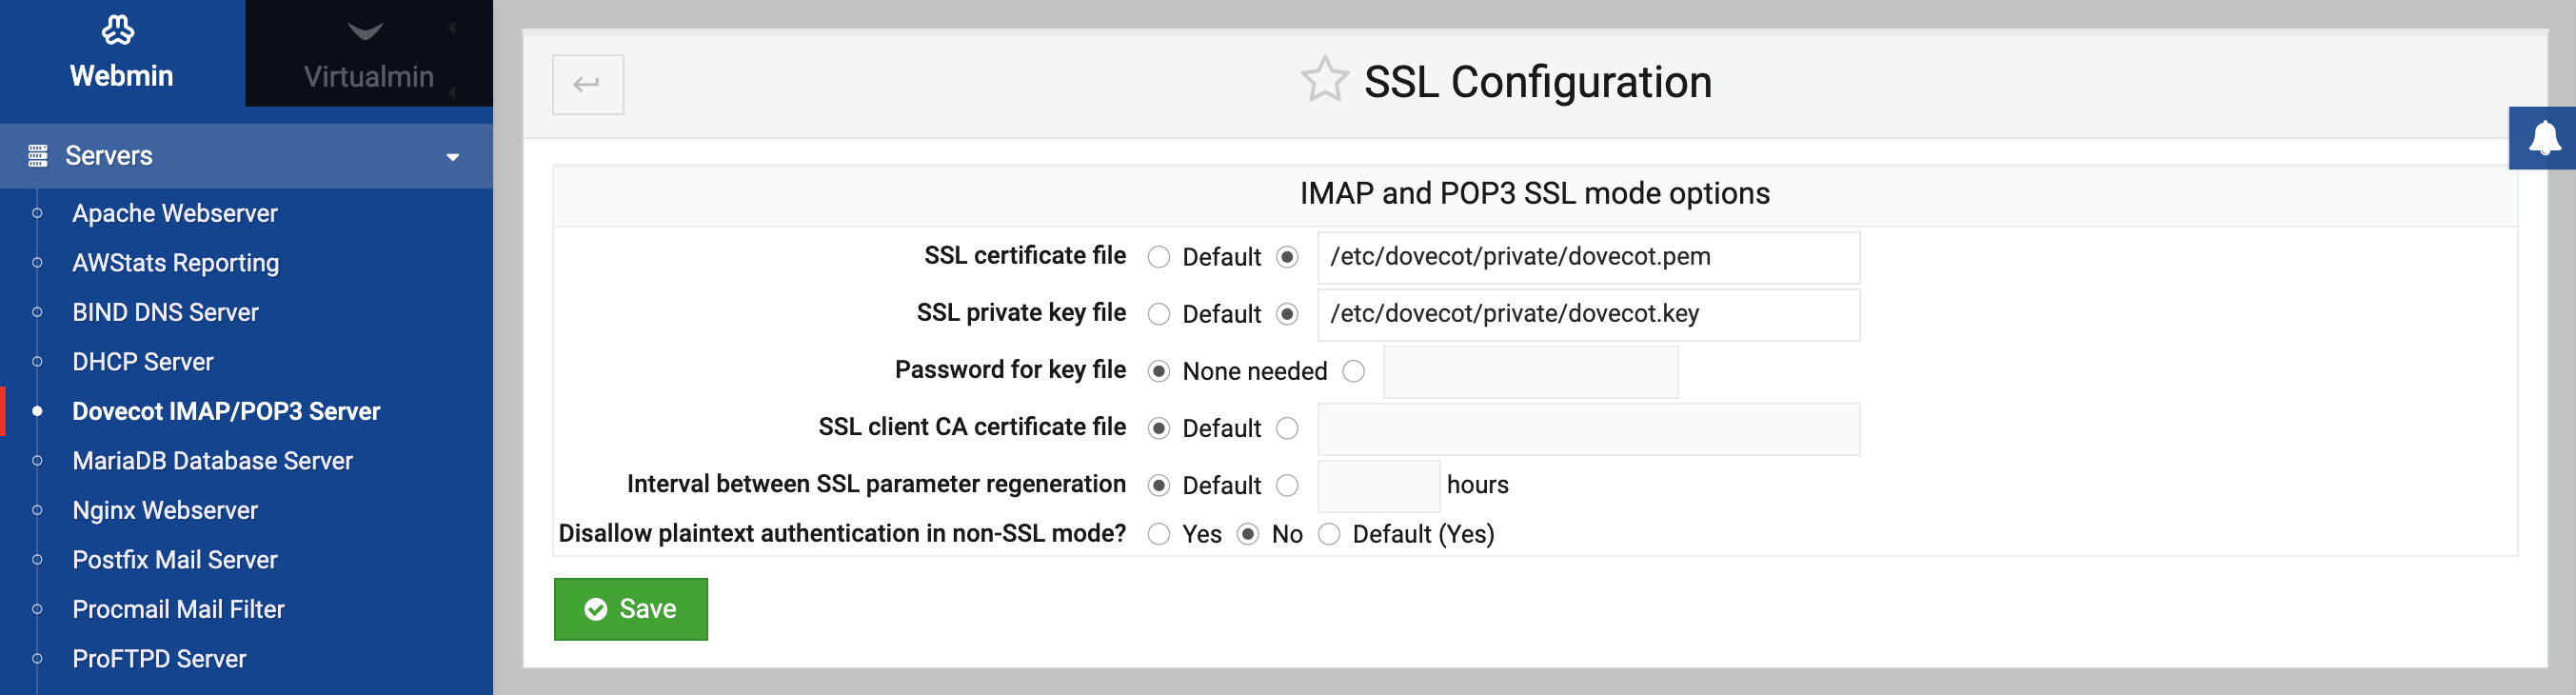 Webmin
Virtualmin
Servers
Apache Webserver
AWStats Reporting
BIND DNS Server
DHCP Server
Dovecot IMAP/POP3 Server
MariaDB Database Server
Nginx Webserver
Postfix Mail Server
Procmail Mail Filter
ProFTPD Server
SSL Configuration
IMAP and POP3 SSL mode options
SSL certificate file Default /etc/dovecot/private/dovecot.pem
SSL private key file Default /etc/dovecot/private/dovecot.key
Password for key file None needed
SSL client CA certificate file Default
Interval between SSL parameter regeneration Default hours
Disallow plaintext authentication in non-SSL mode? Yes No Default (Yes)
Save